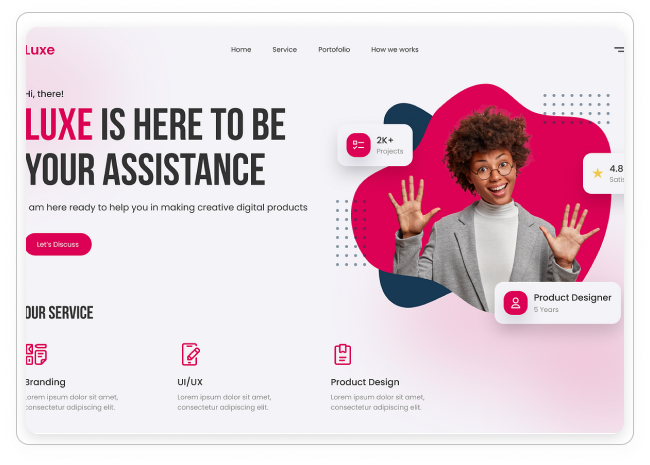 Luxe
Home
Service
Portofolio
How we works
Hi, there!
LUXE IS HERE TO BE
YOUR ASSISTANCE
am here ready to help you in making creative digital products
Let's Discuss
2K+
Projects
4.8
Product Designer
5 Years
OUR SERVICE
Branding
Lorem ipsum dolor sit amet,
consectetur adipiscing elit.
UI/UX
Lorem ipsum dolor sit amet,
consectetur adipiscing elit.
Product Design
Lorem ipsum dolor sit amet,
consectetur adipiscing elit.